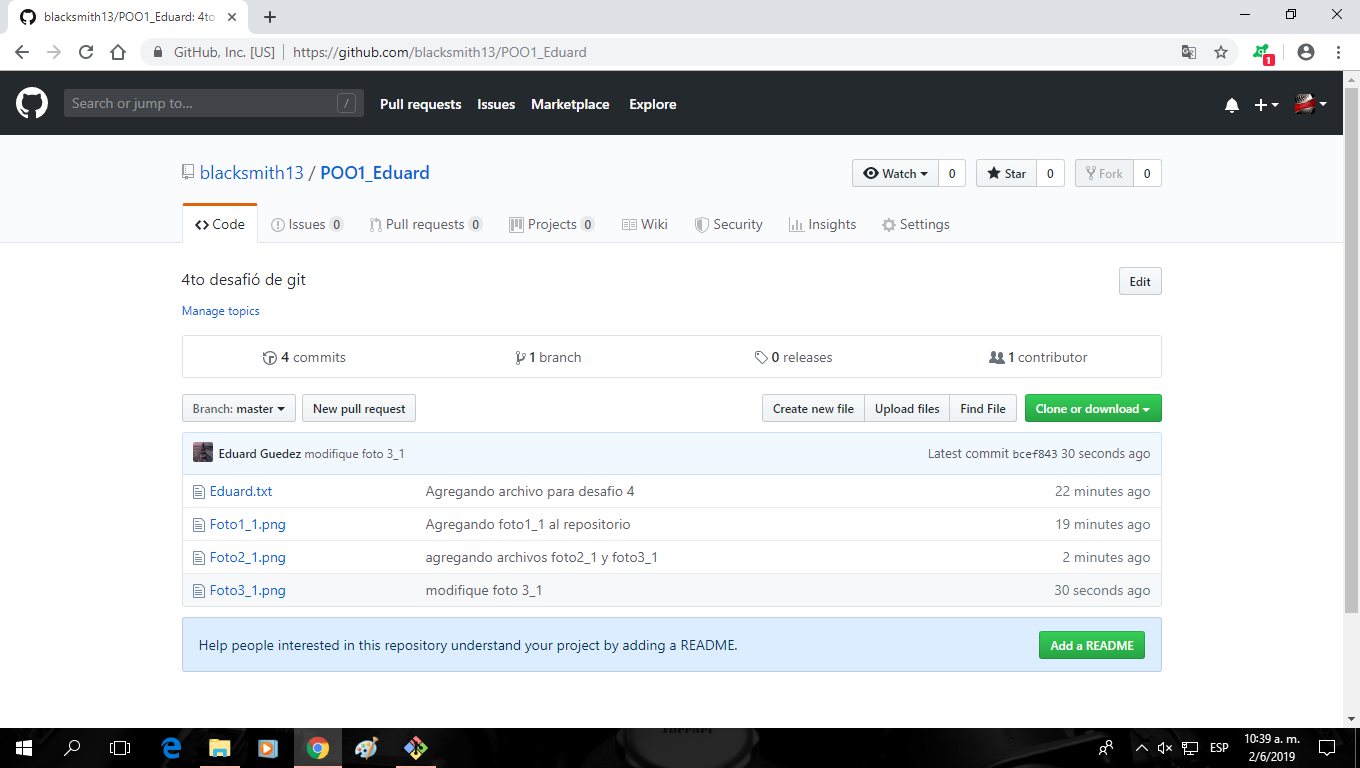 blacksmith13/POO1_Eduard: 4to
GitHub, Inc. [US] https://github.com/blacksmith13/POO1_Eduard
1
Search or jump to... /
Pull requests Issues Marketplace Explore
blacksmith13 / POO1_Eduard
Watch 0 Star 0 Fork 0
Code Issues 0 Pull requests 0 Projects 0 Wiki Security Insights Settings
4to desafió de git
Edit
Manage topics
4 commits 1 branch 0 releases 1 contributor
Branch: master New pull request Create new file Upload files Find File Clone or download
Eduard Guedez modifique foto 3_1 Latest commit bcef843 30 seconds ago
Eduard.txt Agregando archivo para desafio 4 22 minutes ago
Foto1_1.png Agregando foto1_1 al repositorio 19 minutes ago
Foto2_1.png agregando archivos foto2_1 y foto3_1 2 minutes ago
Foto3_1.png modifique foto 3_1 30 seconds ago
Help people interested in this repository understand your project by adding a README. Add a README
ESP
10:39 a. m.
2/6/2019